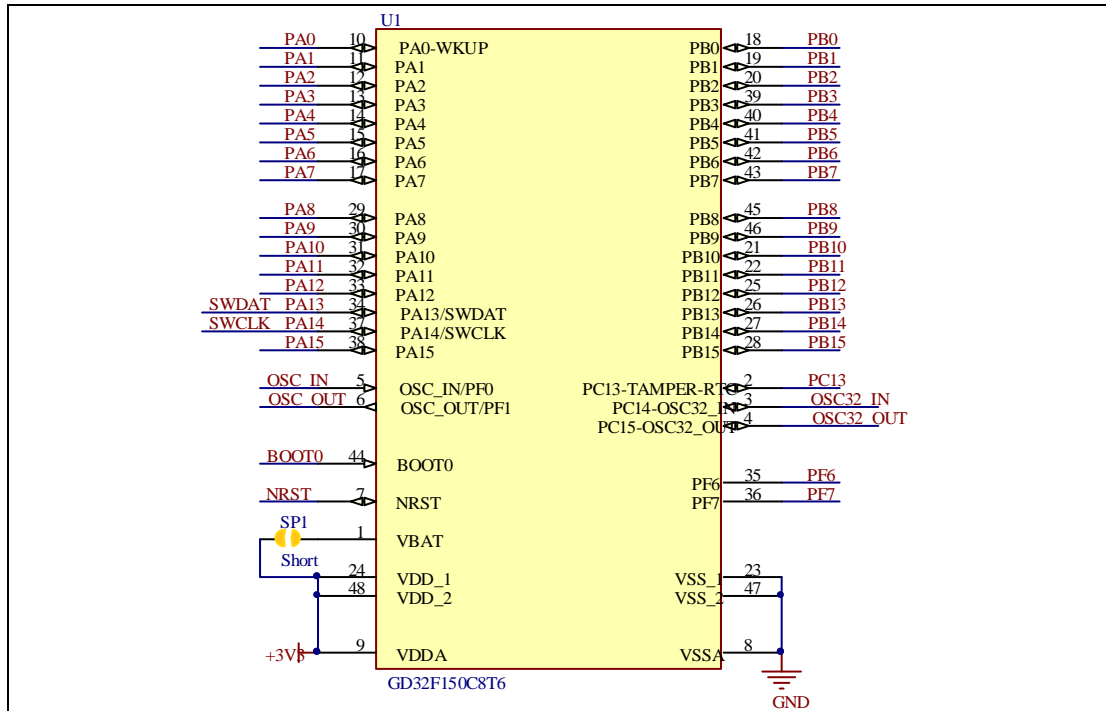 U1
PA0 10 PA0-WKUP PB0 18 PB0
PA1 11 PA1 PB1 19 PB1
PA2 12 PA2 PB2 20 PB2
PA3 13 PA3 PB3 39 PB3
PA4 14 PA4 PB4 40 PB4
PA5 15 PA5 PB5 41 PB5
PA6 16 PA6 PB6 42 PB6
PA7 17 PA7 PB7 43 PB7
PA8 29 PA8 PB8 45 PB8
PA9 30 PA9 PB9 46 PB9
PA10 31 PA10 PB10 21 PB10
PA11 32 PA11 PB11 22 PB11
PA12 33 PA12 PB12 25 PB12
SWDAT PA13 34 PA13/SWDAT PB13 26 PB13
SWCLK PA14 37 PA14/SWCLK PB14 27 PB14
PA15 38 PA15 PB15 28 PB15
OSC_IN 5 OSC_IN/PF0 PC13-TAMPER-RTC 2 PC13
OSC_OUT 6 OSC_OUT/PF1 PC14-OSC32_IN 3 OSC32_IN
PC15-OSC32_OUT 4 OSC32_OUT
BOOT0 44 BOOT0
PF6 35 PF6
NRST 7 NRST PF7 36 PF7
SP1
1 VBAT
Short
24 VDD_1 VSS_1 23
48 VDD_2 VSS_2 47
+3V3 9 VDDA VSSA 8
GD32F150C8T6
GND